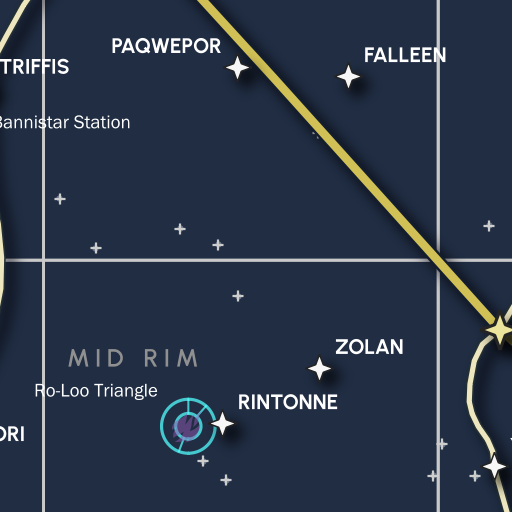 PAQWEPOR
FALLEEN
TRIFFIS
Bannistar Station
ZOLAN
MID RIM
Ro-Loo Triangle
RINTONNE
ORI